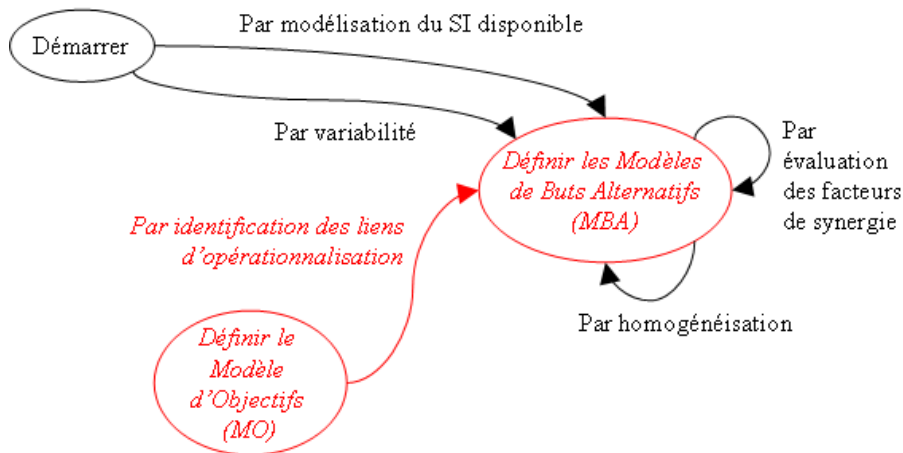 Par modélisation du SI disponible
Démarrer
Par variabilité
Définir les Modèles
de Buts Alternatifs
(MBA)
Par
évaluation
des facteurs
de synergie
Par identification des liens
d'opérationnalisation
Par homogénéisation
Définir le
Modèle
d'Objectifs
(MO)